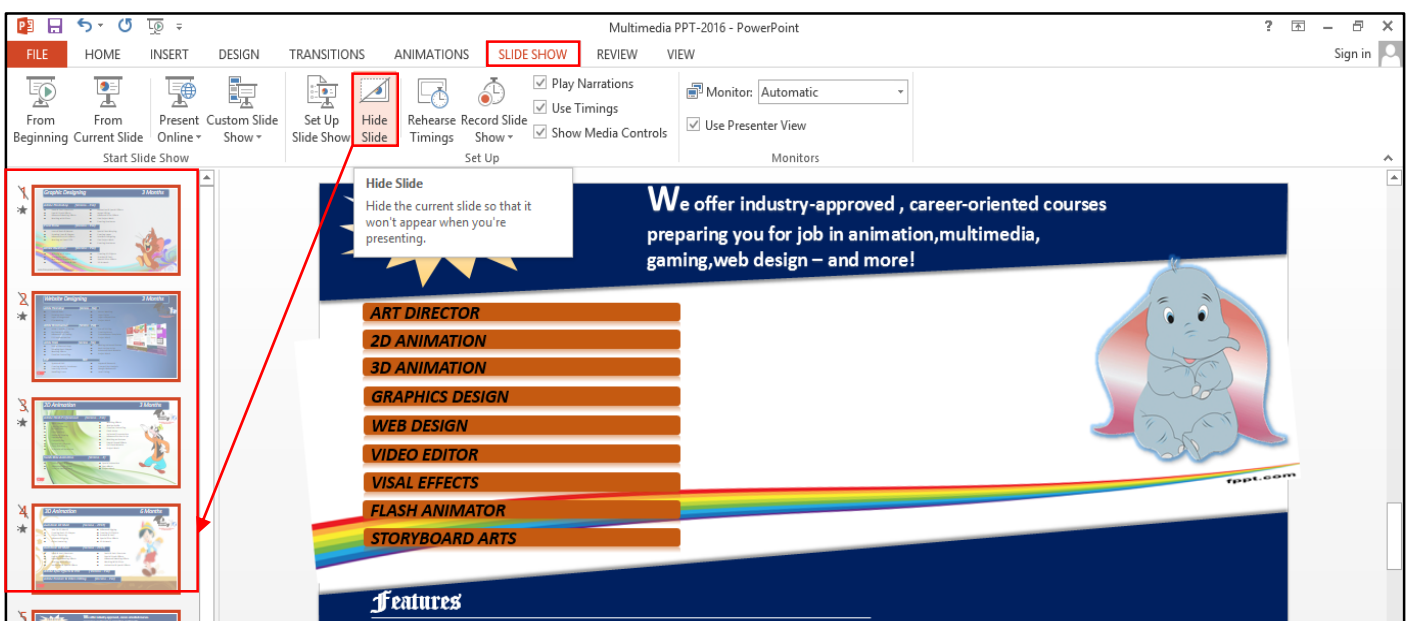 Multimedia PPT-2016 - PowerPoint
?
FILE HOME INSERT DESIGN TRANSITIONS ANIMATIONS SLIDE SHOW REVIEW VIEW Sign in
From Beginning
From Current Slide
Present Online
Custom Slide Show
Start Slide Show
Set Up Slide Show
Hide Slide
Rehearse Timings
Record Slide Show
Play Narrations
Use Timings
Show Media Controls
Set Up
Monitor: Automatic
Use Presenter View
Monitors
Hide Slide
Hide the current slide so that it
won't appear when you're
presenting.
1
Graphic Designing 3 Months
2
Website Designing 3 Months
3
2D Animation 3 Months
4
3D Animation 6 Months
5
We offer industry-approved , career-oriented courses
preparing you for job in animation,multimedia,
gaming,web design – and more!
ART DIRECTOR
2D ANIMATION
3D ANIMATION
GRAPHICS DESIGN
WEB DESIGN
VIDEO EDITOR
VISAL EFFECTS
FLASH ANIMATOR
STORYBOARD ARTS
fppt.com
Features